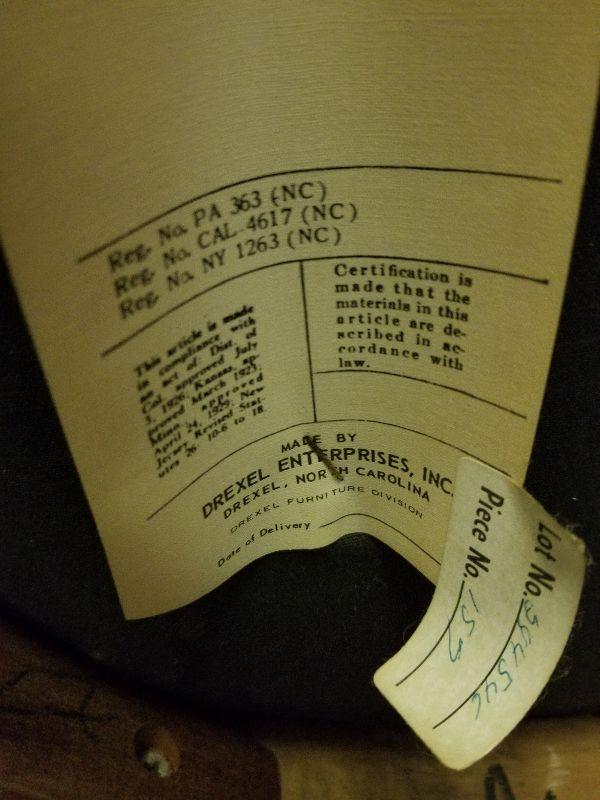 Reg. No. PA 363 (NC)
Reg. No. CAL-4617 (NC)
Reg. No. NY 1263 (NC)
This article is made
in compliance with
an act of: Dist. of
Col. approved July
3, 1926; Kansas, ap-
proved March 1923;
Minn. approved
April 24, 1929; New
Jersey Revised Stat-
utes 26: 10-6 to 18.
Certification is
made that the
materials in this
article are de-
scribed in ac-
cordance with
law.
MADE BY
DREXEL ENTERPRISES, INC.
DREXEL, NORTH CAROLINA
DREXEL FURNITURE DIVISION
Date of Delivery
Lot No.
Piece No.